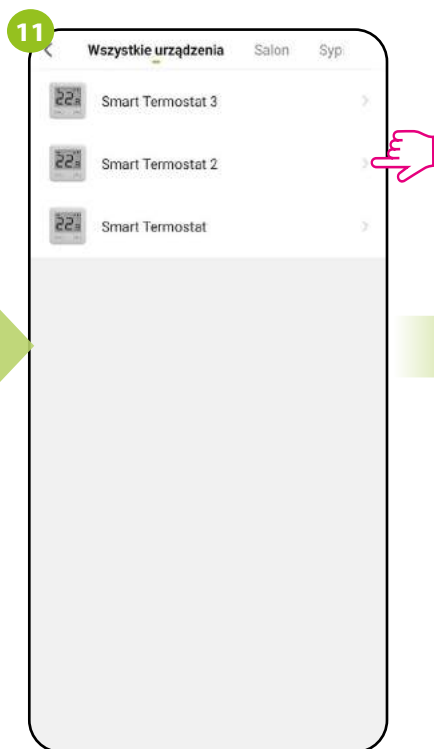 11
Wszystkie urządzenia Salon Syp
Smart Termostat 3
Smart Termostat 2
Smart Termostat